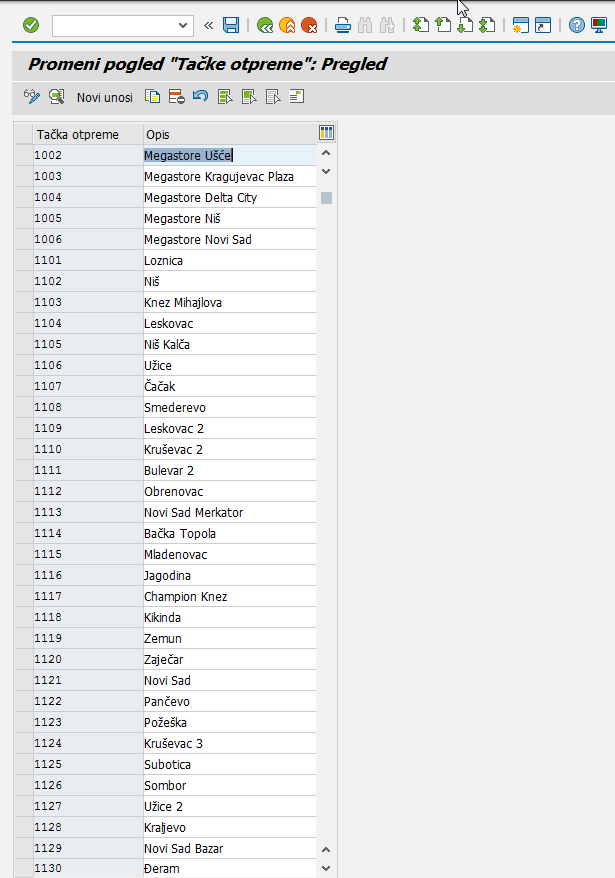 Promeni pogled "Tačke otpreme": Pregled
Novi unosi
Tačka otpreme Opis
1002 Megastore Ušće
1003 Megastore Kragujevac Plaza
1004 Megastore Delta City
1005 Megastore Niš
1006 Megastore Novi Sad
1101 Loznica
1102 Niš
1103 Knez Mihajlova
1104 Leskovac
1105 Niš Kalča
1106 Užice
1107 Čačak
1108 Smederevo
1109 Leskovac 2
1110 Kruševac 2
1111 Bulevar 2
1112 Obrenovac
1113 Novi Sad Merkator
1114 Bačka Topola
1115 Mladenovac
1116 Jagodina
1117 Champion Knez
1118 Kikinda
1119 Zemun
1120 Zaječar
1121 Novi Sad
1122 Pančevo
1123 Požeška
1124 Kruševac 3
1125 Subotica
1126 Sombor
1127 Užice 2
1128 Kraljevo
1129 Novi Sad Bazar
1130 Đeram